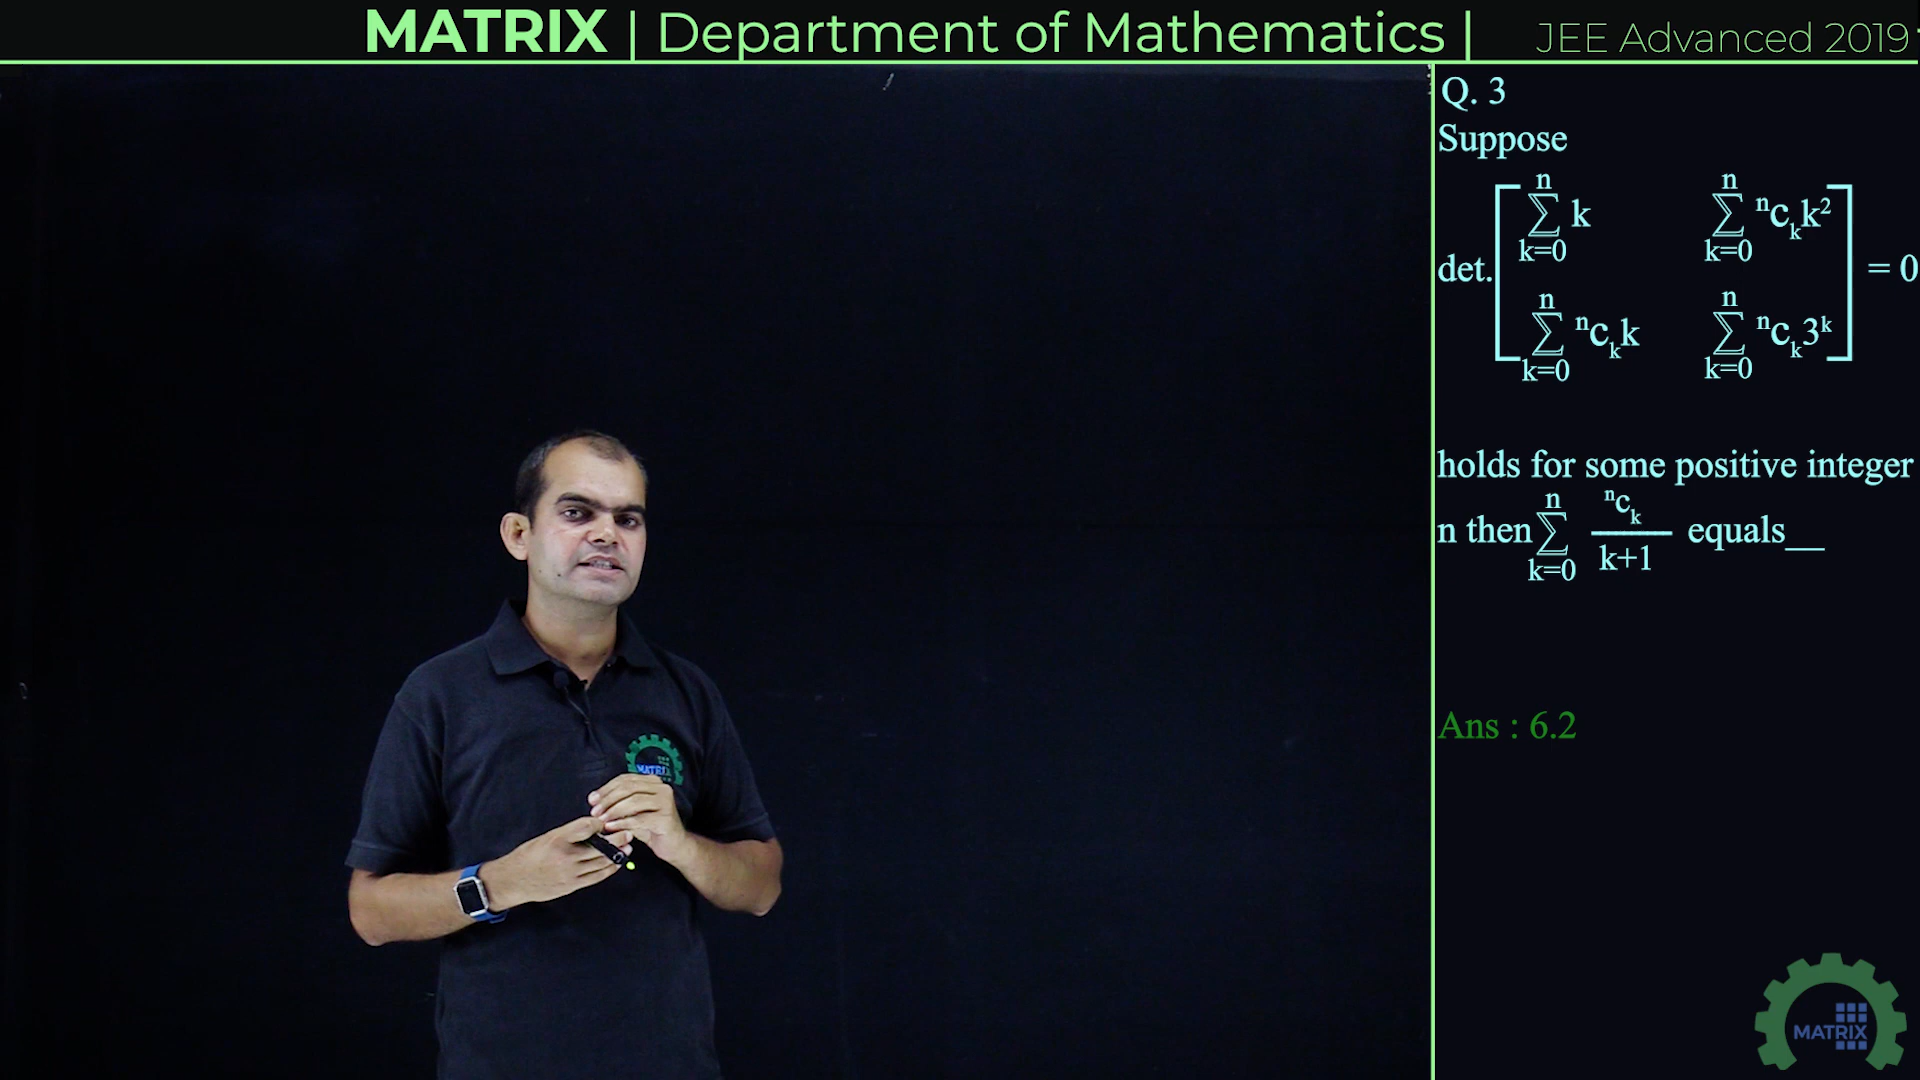 MATRIX | Department of Mathematics | JEE Advanced 2019
Q. 3
Suppose
det. [ n∑k=0 k   n∑k=0 ⁿcₖk² ] = 0
[ n∑k=0 ⁿcₖk   n∑k=0 ⁿcₖ3ᵏ ]
holds for some positive integer
n then n∑k=0 ⁿcₖ/k+1 equals__
Ans : 6.2
MATRIX
MATRIX